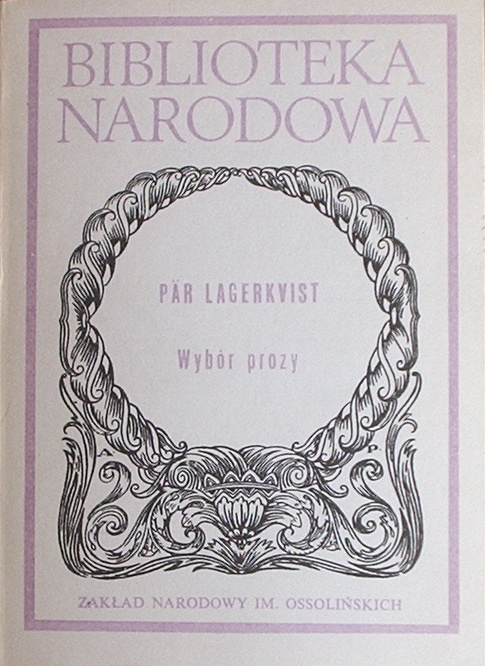 BIBLIOTEKA
NARODOWA
PÄR LAGERKVIST
Wybór prozy
ZAKŁAD NARODOWY IM. OSSOLIŃSKICH